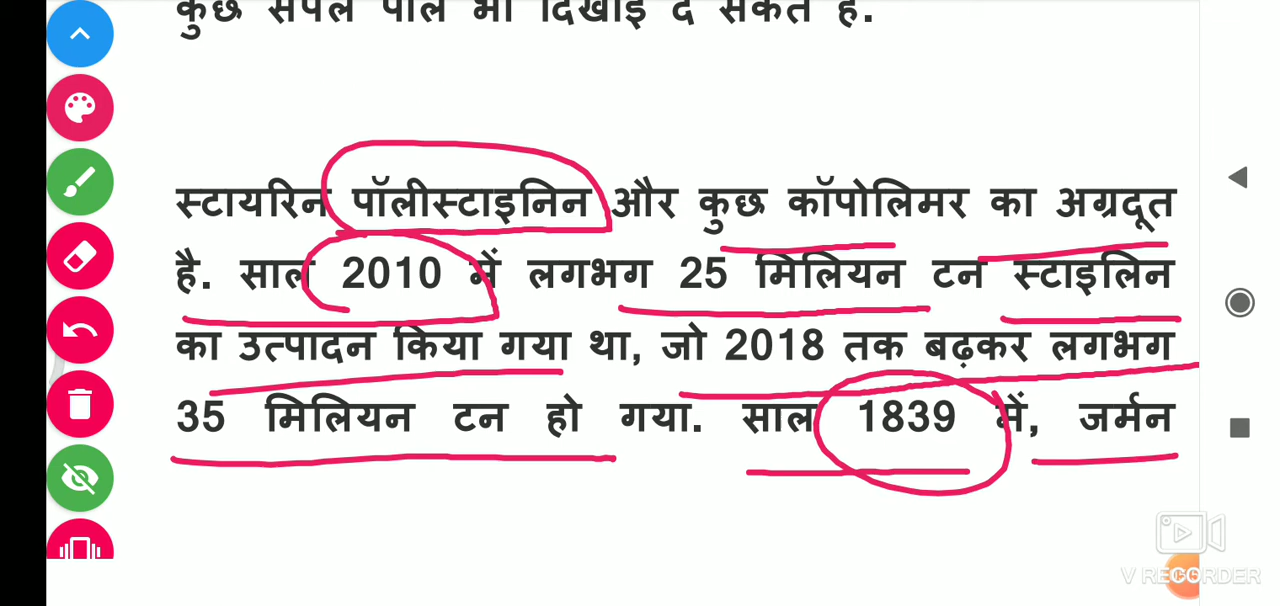 स्टायरिन पॉलीस्टाइनिन और कुछ कॉपोलिमर का अग्रदूत
है. साल 2010 में लगभग 25 मिलियन टन स्टाइलिन
का उत्पादन किया गया था, जो 2018 तक बढ़कर लगभग
35 मिलियन टन हो गया. साल 1839 में, जर्मन
V RECORDER